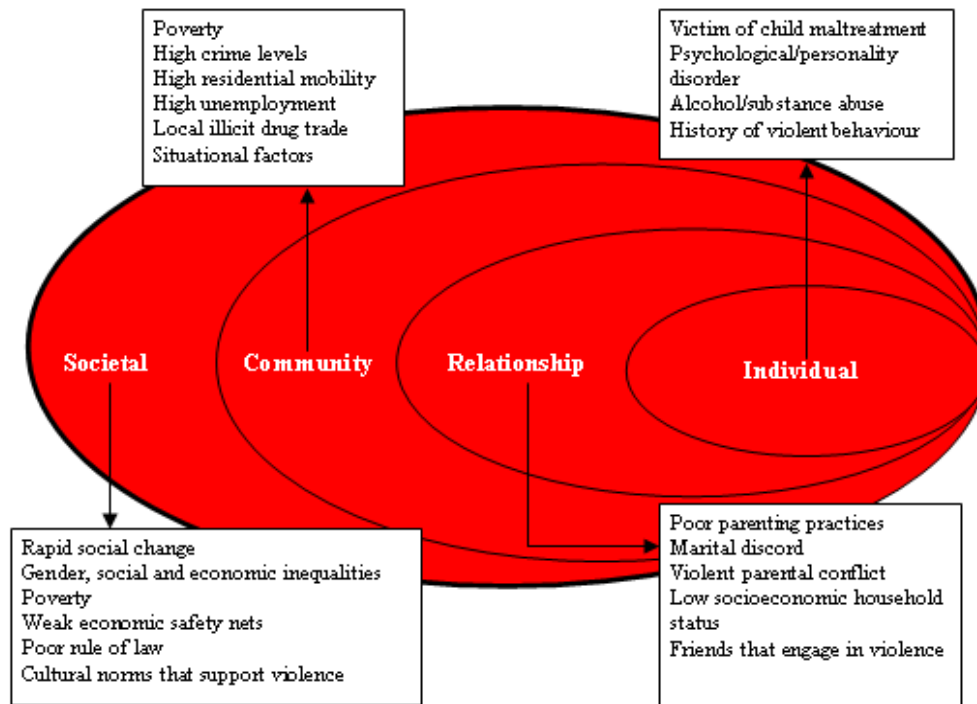 Poverty
High crime levels
High residential mobility
High unemployment
Local illicit drug trade
Situational factors
Victim of child maltreatment
Psychological/personality
disorder
Alcohol/substance abuse
History of violent behaviour
Societal
Community
Relationship
Individual
Rapid social change
Gender, social and economic inequalities
Poverty
Weak economic safety nets
Poor rule of law
Cultural norms that support violence
Poor parenting practices
Marital discord
Violent parental conflict
Low socioeconomic household
status
Friends that engage in violence